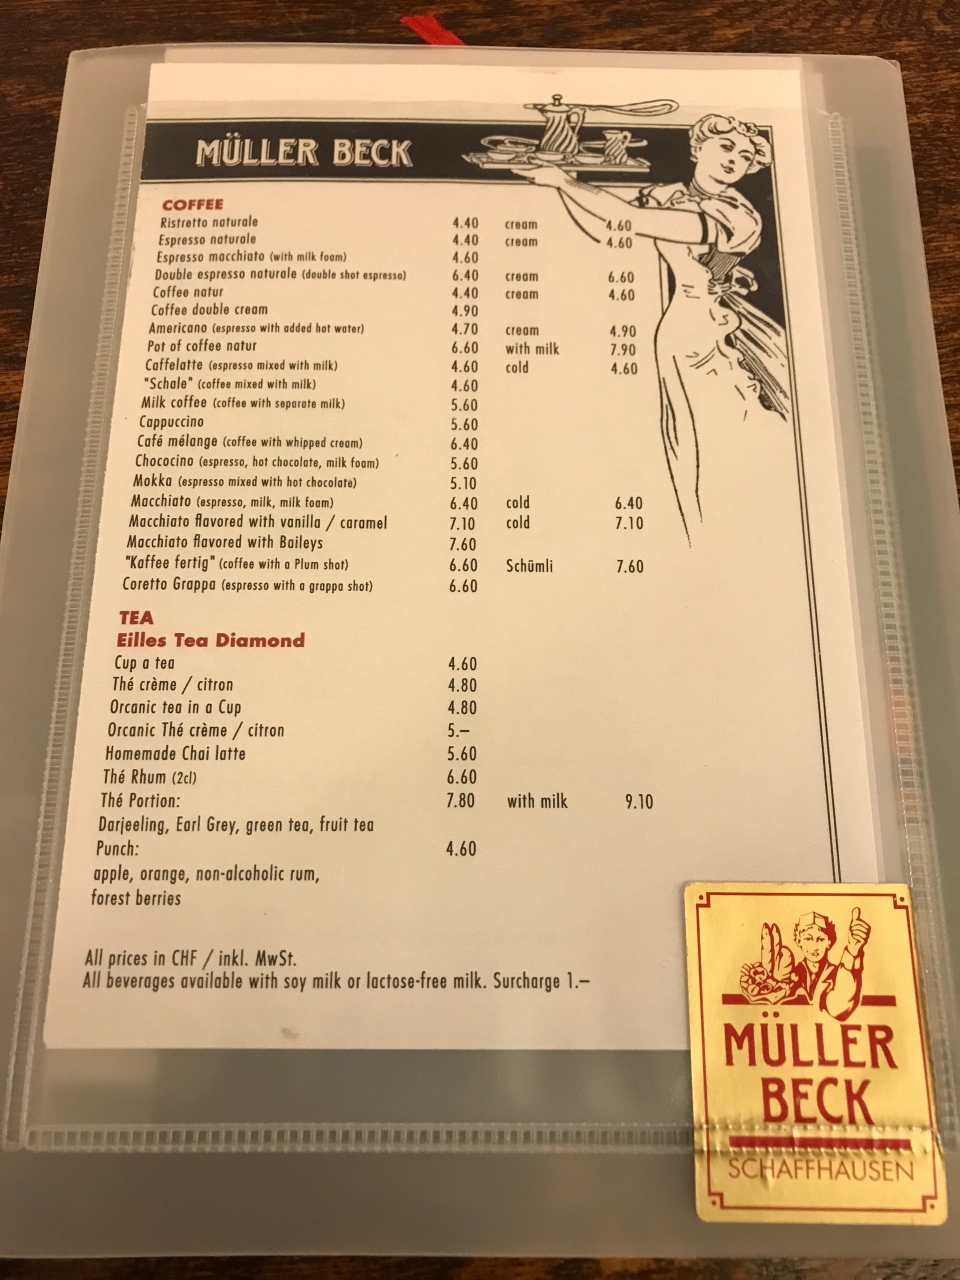 MÜLLER BECK
COFFEE
Ristretto naturale 4.40 cream 4.60
Espresso naturale 4.40 cream 4.60
Espresso macchiato (with milk foam) 4.60
Double espresso naturale (double shot espresso) 6.40 cream 6.60
Coffee natur 4.40 cream 4.60
Coffee double cream 4.90
Americano (espresso with added hot water) 4.70 cream 4.90
Pot of coffee natur 6.60 with milk 7.90
Caffelatte (espresso mixed with milk) 4.60 cold 4.60
"Schale" (coffee mixed with milk) 4.60
Milk coffee (coffee with separate milk) 5.60
Cappuccino 5.60
Café mélange (coffee with whipped cream) 6.40
Chococino (espresso, hot chocolate, milk foam) 5.60
Mokka (espresso mixed with hot chocolate) 5.10
Macchiato (espresso, milk, milk foam) 6.40 cold 6.40
Macchiato flavored with vanilla / caramel 7.10 cold 7.10
Macchiato flavored with Baileys 7.60
"Kaffee fertig" (coffee with a Plum shot) 6.60 Schümli 7.60
Coretto Grappa (espresso with a grappa shot) 6.60
TEA
Eilles Tea Diamond
Cup a tea 4.60
Thé crème / citron 4.80
Orcanic tea in a Cup 4.80
Orcanic Thé crème / citron 5.–
Homemade Chai latte 5.60
Thé Rhum (2cl) 6.60
Thé Portion: 7.80 with milk 9.10
Darjeeling, Earl Grey, green tea, fruit tea
Punch: 4.60
apple, orange, non-alcoholic rum,
forest berries
All prices in CHF / inkl. MwSt.
All beverages available with soy milk or lactose-free milk. Surcharge 1.–
MÜLLER
BECK
SCHAFFHAUSEN